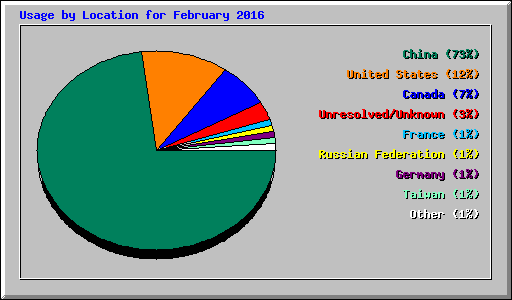 Usage by Location for February 2016
China (73%)
United States (12%)
Canada (7%)
Unresolved/Unknown (3%)
France (1%)
Russian Federation (1%)
Germany (1%)
Taiwan (1%)
Other (1%)